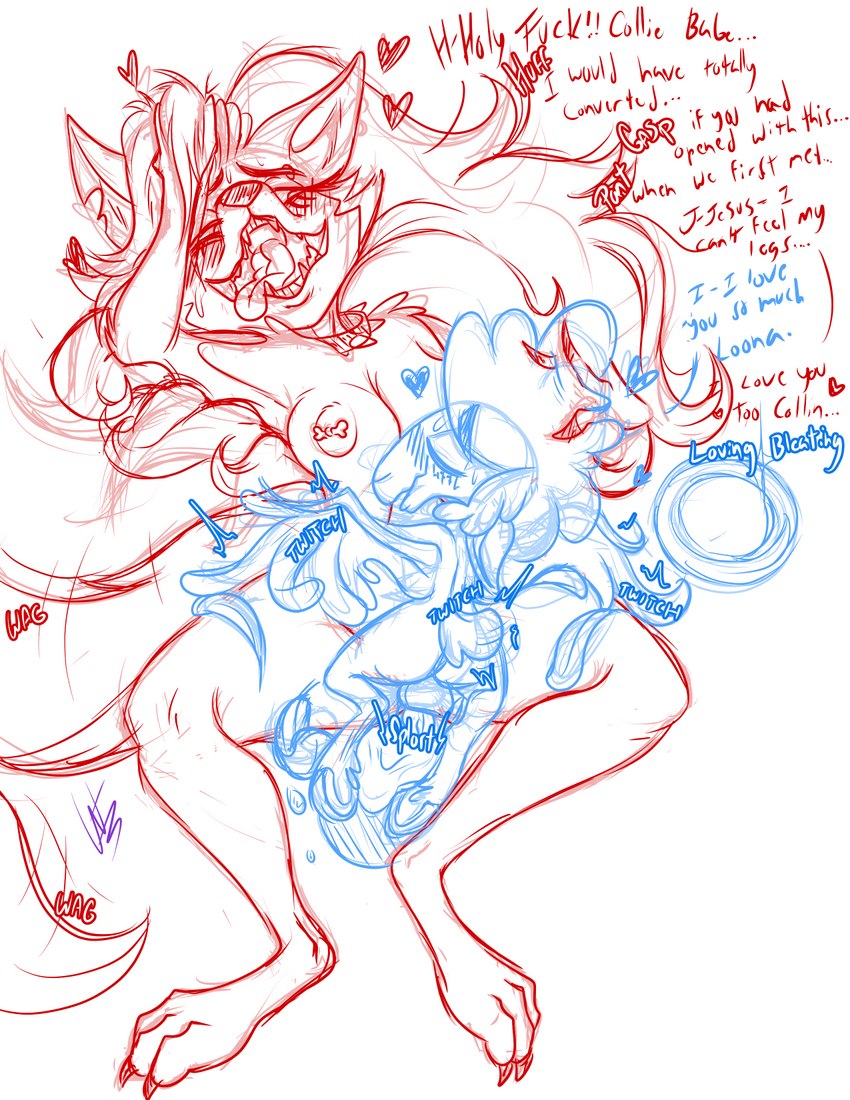 H-Holy Fuck!! Collie Babe...
HUFF
I would have totally
converted...
GASP
if you had
opened with this...
Pant
when we first met...
J-Jesus- I
can't feel my
legs...
I-I love
you so much
Loona.
I Love you
too Collin...
Loving Bleating
TWITCH
TWITCH
TWITCH
WAG
Splort
WAG